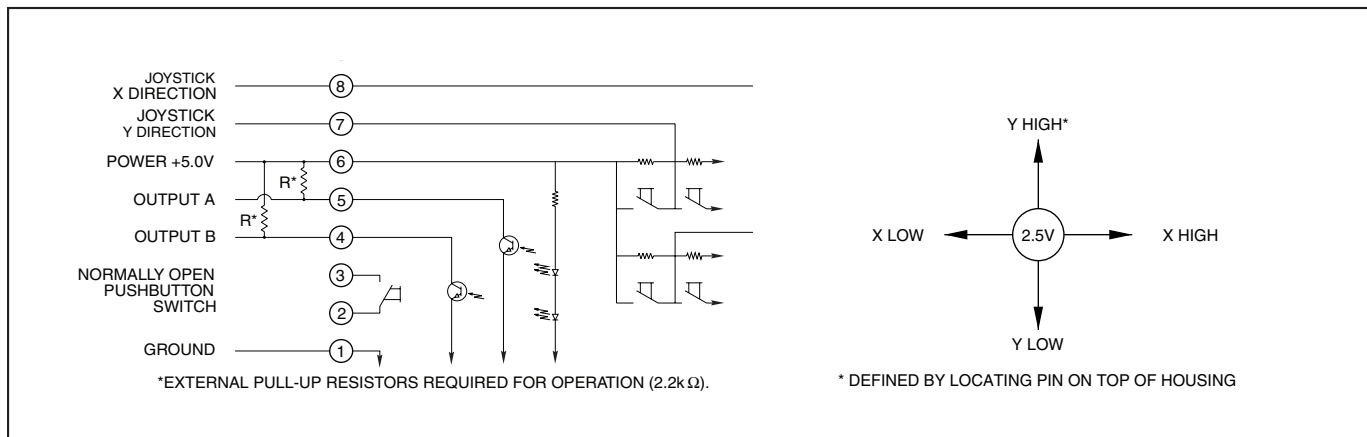 JOYSTICK
X DIRECTION
8
JOYSTICK
Y DIRECTION
7
POWER +5.0V
6
R*
OUTPUT A
5
R*
OUTPUT B
4
NORMALLY OPEN
PUSHBUTTON
SWITCH
3
2
GROUND
1
*EXTERNAL PULL-UP RESISTORS REQUIRED FOR OPERATION (2.2kΩ).
Y HIGH*
X LOW
2.5V
X HIGH
Y LOW
* DEFINED BY LOCATING PIN ON TOP OF HOUSING